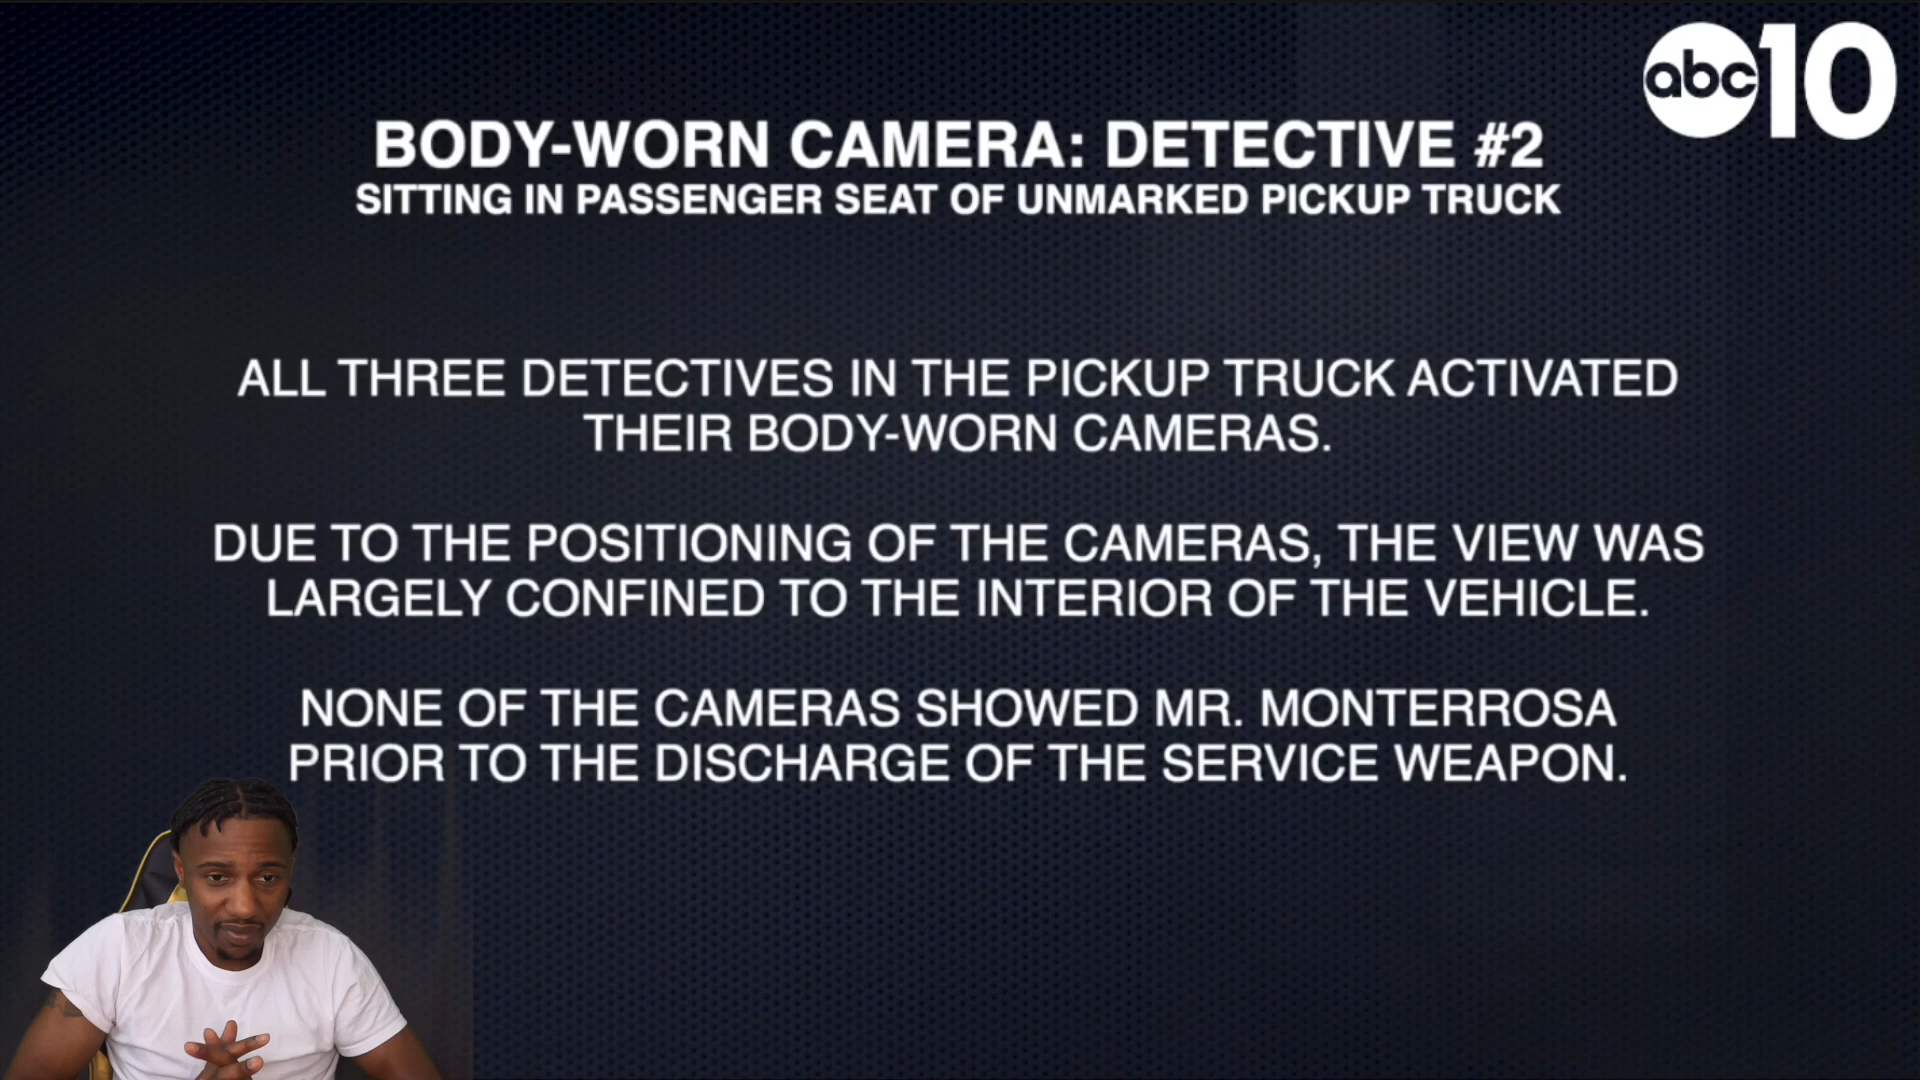 abc10
BODY-WORN CAMERA: DETECTIVE #2
SITTING IN PASSENGER SEAT OF UNMARKED PICKUP TRUCK
ALL THREE DETECTIVES IN THE PICKUP TRUCK ACTIVATED
THEIR BODY-WORN CAMERAS.
DUE TO THE POSITIONING OF THE CAMERAS, THE VIEW WAS
LARGELY CONFINED TO THE INTERIOR OF THE VEHICLE.
NONE OF THE CAMERAS SHOWED MR. MONTERROSA
PRIOR TO THE DISCHARGE OF THE SERVICE WEAPON.